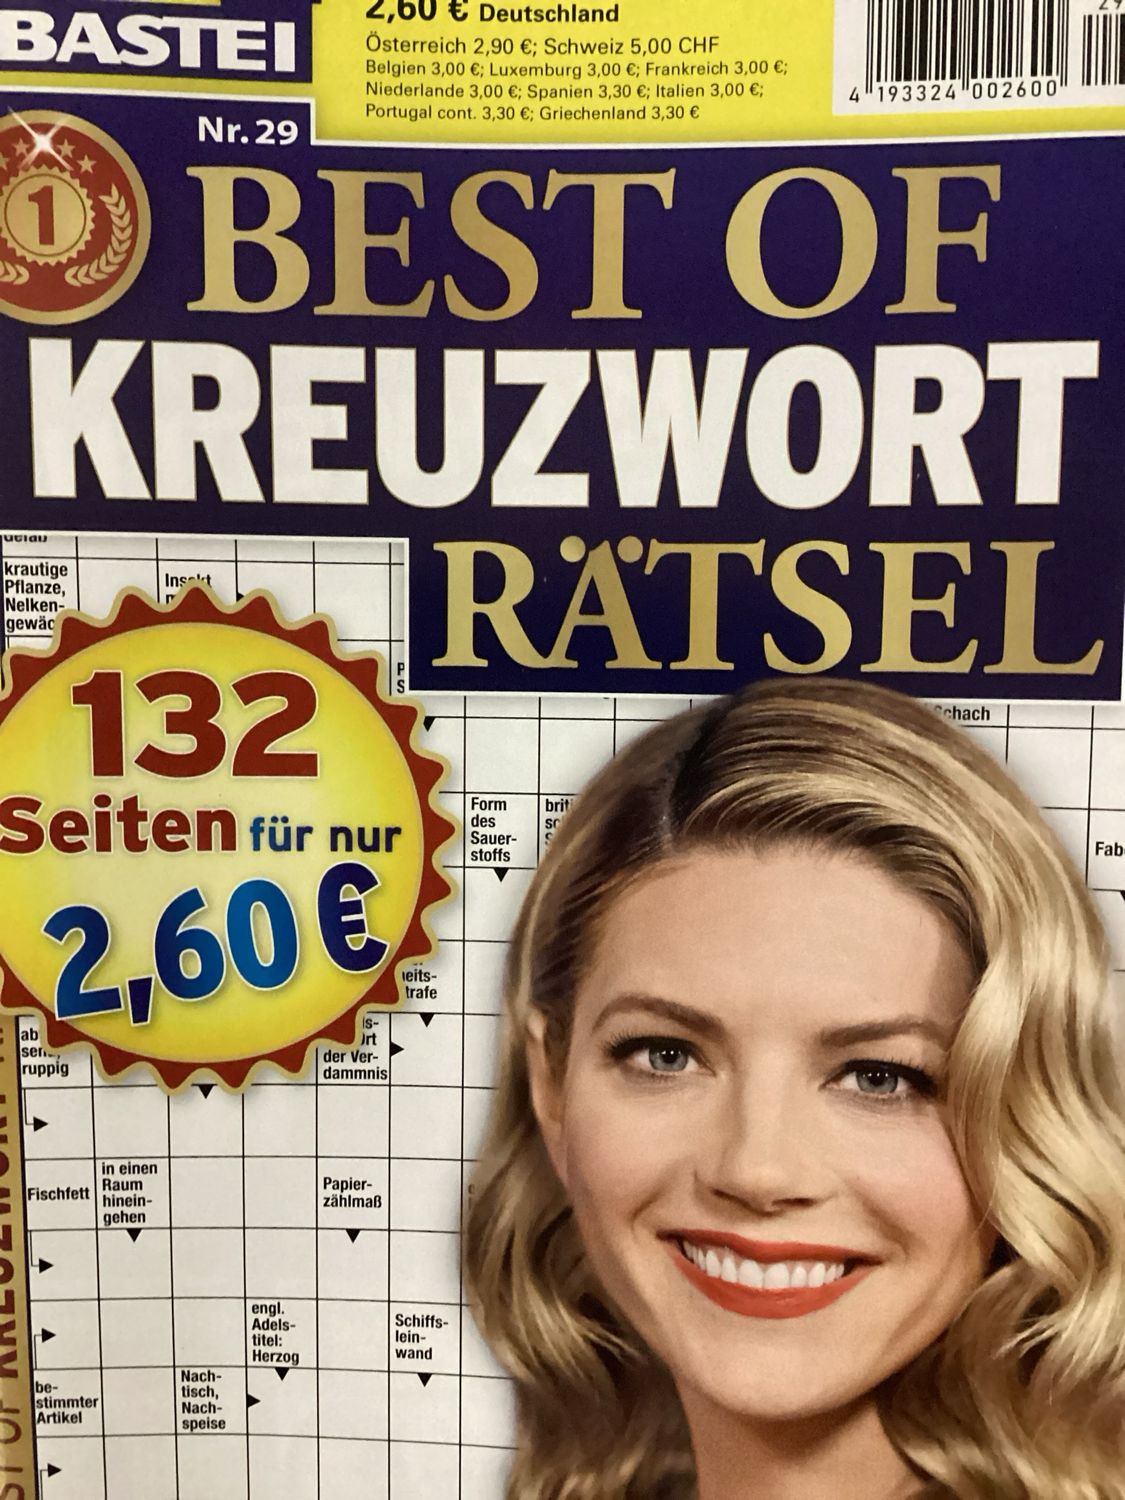 BASTEI
2,60 € Deutschland
Österreich 2,90 €; Schweiz 5,00 CHF
Belgien 3,00 €; Luxemburg 3,00 €; Frankreich 3,00 €;
Niederlande 3,00 €; Spanien 3,30 €; Italien 3,00 €;
Portugal cont. 3,30 €; Griechenland 3,30 €
4 193324 002600
Nr. 29
1
BEST OF
KREUZWORT
RÄTSEL
krautige
Pflanze,
Nelken-
132
Seiten für nur
2,60 €
Form
des
Sauer-
stoffs
ab
ruppig
der Ver-
dammnis
Fischfett
in einen
Raum
hinein-
gehen
Papier-
zählmaß
engl.
Adels-
titel:
Herzog
Schiffs-
lein-
wand
be-
stimmter
Artikel
Nach-
tisch,
Nach-
speise